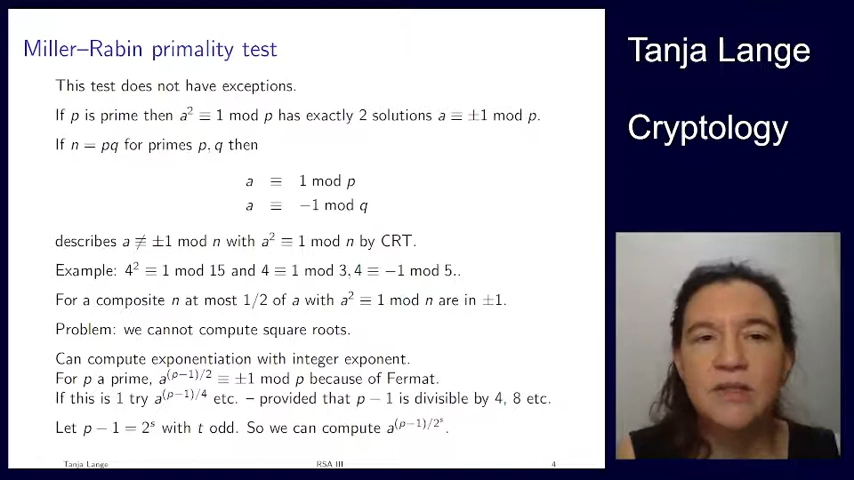 Miller–Rabin primality test
This test does not have exceptions.
If p is prime then a² ≡ 1 mod p has exactly 2 solutions a ≡ ±1 mod p.
If n = pq for primes p, q then
a ≡ 1 mod p
a ≡ −1 mod q
describes a ≢ ±1 mod n with a² ≡ 1 mod n by CRT.
Example: 4² ≡ 1 mod 15 and 4 ≡ 1 mod 3, 4 ≡ −1 mod 5..
For a composite n at most 1/2 of a with a² ≡ 1 mod n are in ±1.
Problem: we cannot compute square roots.
Can compute exponentiation with integer exponent.
For p a prime, a^(p−1)/2 ≡ ±1 mod p because of Fermat.
If this is 1 try a^(p−1)/4 etc. – provided that p − 1 is divisible by 4, 8 etc.
Let p − 1 = 2^s with t odd. So we can compute a^(p−1)/2^s.
Tanja Lange RSA III 4
Tanja Lange
Cryptology